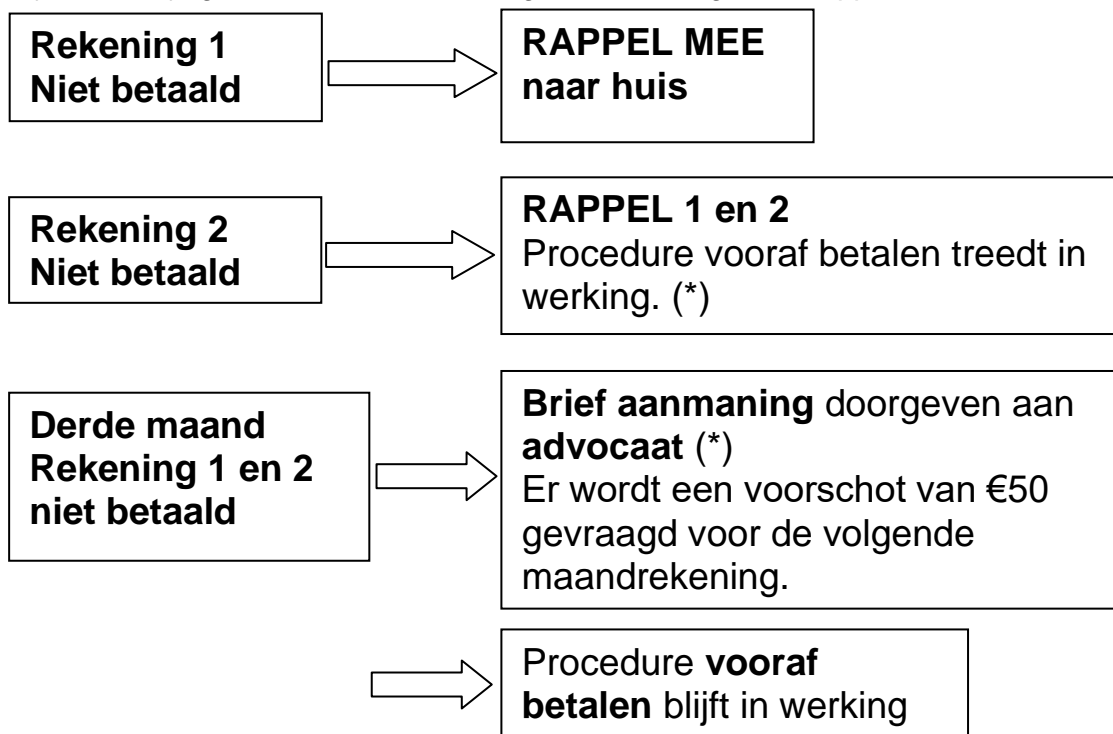 Rekening 1
Niet betaald
RAPPEL MEE
naar huis
Rekening 2
Niet betaald
RAPPEL 1 en 2
Procedure vooraf betalen treedt in
werking. (*)
Derde maand
Rekening 1 en 2
niet betaald
Brief aanmaning doorgeven aan
advocaat (*)
Er wordt een voorschot van €50
gevraagd voor de volgende
maandrekening.
Procedure vooraf
betalen blijft in werking